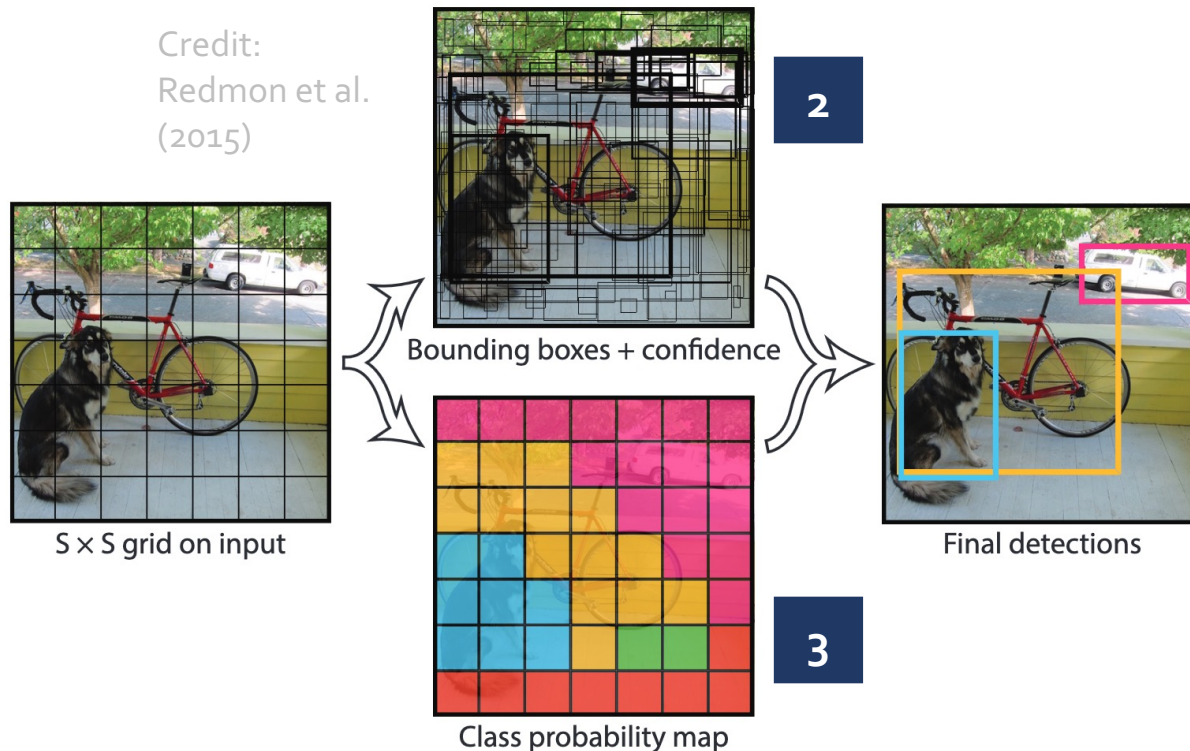 Credit:
Redmon et al.
(2015)
2
Bounding boxes + confidence
S × S grid on input
Final detections
3
Class probability map